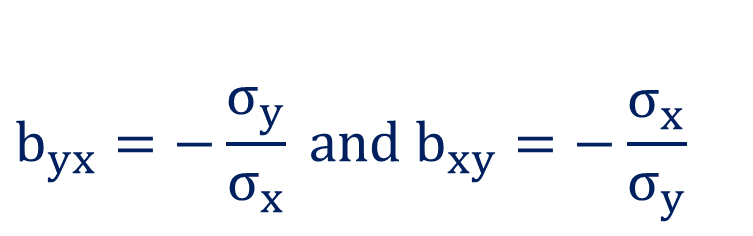 b_yx = − σ_y/σ_x and b_xy = − σ_x/σ_y